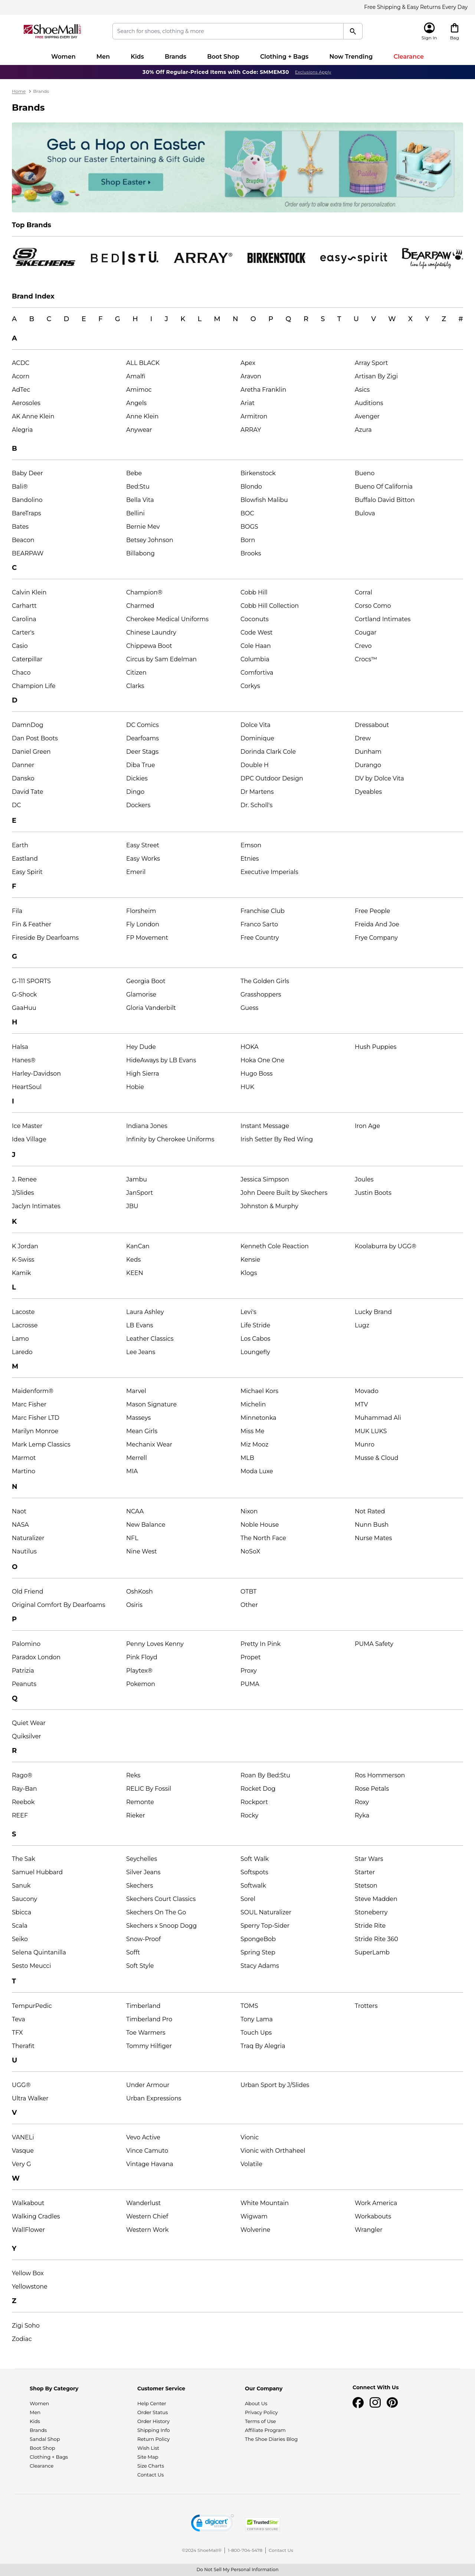 Free Shipping & Easy Returns Every Day
ShoeMall
FREE SHIPPING EVERY DAY
Search for shoes, clothing & more
Sign In
Bag
Women
Men
Kids
Brands
Boot Shop
Clothing + Bags
Now Trending
Clearance
30% Off Regular-Priced Items with Code: SMMEM30 Exclusions Apply
Home > Brands
Brands
Get a Hop on Easter
Shop our Easter Entertaining & Gift Guide
Shop Easter
Order early to allow extra time for personalization.
Top Brands
SKECHERS
BED|STÜ
ARRAY®
BIRKENSTOCK
easy spirit
BEARPAW
live life comfortably
Brand Index
A B C D E F G H I J K L M N O P Q R S T U V W X Y Z #
A
ACDC
Acorn
AdTec
Aerosoles
AK Anne Klein
Alegria
ALL BLACK
Amalfi
Amimoc
Angels
Anne Klein
Anywear
Apex
Aravon
Aretha Franklin
Ariat
Armitron
ARRAY
Array Sport
Artisan By Zigi
Asics
Auditions
Avenger
Azura
B
Baby Deer
Bali®
Bandolino
BareTraps
Bates
Beacon
BEARPAW
Bebe
Bed:Stu
Bella Vita
Bellini
Bernie Mev
Betsey Johnson
Billabong
Birkenstock
Blondo
Blowfish Malibu
BOC
BOGS
Born
Brooks
Bueno
Bueno Of California
Buffalo David Bitton
Bulova
C
Calvin Klein
Carhartt
Carolina
Carter's
Casio
Caterpillar
Chaco
Champion Life
Champion®
Charmed
Cherokee Medical Uniforms
Chinese Laundry
Chippewa Boot
Circus by Sam Edelman
Citizen
Clarks
Cobb Hill
Cobb Hill Collection
Coconuts
Code West
Cole Haan
Columbia
Comfortiva
Corkys
Corral
Corso Como
Cortland Intimates
Cougar
Crevo
Crocs™
D
DamnDog
Dan Post Boots
Daniel Green
Danner
Dansko
David Tate
DC
DC Comics
Dearfoams
Deer Stags
Diba True
Dickies
Dingo
Dockers
Dolce Vita
Dominique
Dorinda Clark Cole
Double H
DPC Outdoor Design
Dr Martens
Dr. Scholl's
Dressabout
Drew
Dunham
Durango
DV by Dolce Vita
Dyeables
E
Earth
Eastland
Easy Spirit
Easy Street
Easy Works
Emeril
Emson
Etnies
Executive Imperials
F
Fila
Fin & Feather
Fireside By Dearfoams
Florsheim
Fly London
FP Movement
Franchise Club
Franco Sarto
Free Country
Free People
Freida And Joe
Frye Company
G
G-111 SPORTS
G-Shock
GaaHuu
Georgia Boot
Glamorise
Gloria Vanderbilt
The Golden Girls
Grasshoppers
Guess
H
Halsa
Hanes®
Harley-Davidson
HeartSoul
Hey Dude
HideAways by LB Evans
High Sierra
Hobie
HOKA
Hoka One One
Hugo Boss
HUK
Hush Puppies
I
Ice Master
Idea Village
Indiana Jones
Infinity by Cherokee Uniforms
Instant Message
Irish Setter By Red Wing
Iron Age
J
J. Renee
J/Slides
Jaclyn Intimates
Jambu
JanSport
JBU
Jessica Simpson
John Deere Built by Skechers
Johnston & Murphy
Joules
Justin Boots
K
K Jordan
K-Swiss
Kamik
KanCan
Keds
KEEN
Kenneth Cole Reaction
Kensie
Klogs
Koolaburra by UGG®
L
Lacoste
Lacrosse
Lamo
Laredo
Laura Ashley
LB Evans
Leather Classics
Lee Jeans
Levi's
Life Stride
Los Cabos
Loungefly
Lucky Brand
Lugz
M
Maidenform®
Marc Fisher
Marc Fisher LTD
Marilyn Monroe
Mark Lemp Classics
Marmot
Martino
Marvel
Mason Signature
Masseys
Mean Girls
Mechanix Wear
Merrell
MIA
Michael Kors
Michelin
Minnetonka
Miss Me
Miz Mooz
MLB
Moda Luxe
Movado
MTV
Muhammad Ali
MUK LUKS
Munro
Musse & Cloud
N
Naot
NASA
Naturalizer
Nautilus
NCAA
New Balance
NFL
Nine West
Nixon
Noble House
The North Face
NoSoX
Not Rated
Nunn Bush
Nurse Mates
O
Old Friend
Original Comfort By Dearfoams
OshKosh
Osiris
OTBT
Other
P
Palomino
Paradox London
Patrizia
Peanuts
Penny Loves Kenny
Pink Floyd
Playtex®
Pokemon
Pretty In Pink
Propet
Proxy
PUMA
PUMA Safety
Q
Quiet Wear
Quiksilver
R
Rago®
Ray-Ban
Reebok
REEF
Reks
RELIC By Fossil
Remonte
Rieker
Roan By Bed:Stu
Rocket Dog
Rockport
Rocky
Ros Hommerson
Rose Petals
Roxy
Ryka
S
The Sak
Samuel Hubbard
Sanuk
Saucony
Sbicca
Scala
Seiko
Selena Quintanilla
Sesto Meucci
Seychelles
Silver Jeans
Skechers
Skechers Court Classics
Skechers On The Go
Skechers x Snoop Dogg
Snow-Proof
Sofft
Soft Style
Soft Walk
Softspots
Softwalk
Sorel
SOUL Naturalizer
Sperry Top-Sider
SpongeBob
Spring Step
Stacy Adams
Star Wars
Starter
Stetson
Steve Madden
Stoneberry
Stride Rite
Stride Rite 360
SuperLamb
T
TempurPedic
Teva
TFX
Therafit
Timberland
Timberland Pro
Toe Warmers
Tommy Hilfiger
TOMS
Tony Lama
Touch Ups
Traq By Alegria
Trotters
U
UGG®
Ultra Walker
Under Armour
Urban Expressions
Urban Sport by J/Slides
V
VANELi
Vasque
Very G
Vevo Active
Vince Camuto
Vintage Havana
Vionic
Vionic with Orthaheel
Volatile
W
Walkabout
Walking Cradles
WallFlower
Wanderlust
Western Chief
Western Work
White Mountain
Wigwam
Wolverine
Work America
Workabouts
Wrangler
Y
Yellow Box
Yellowstone
Z
Zigi Soho
Zodiac
Shop By Category
Women
Men
Kids
Brands
Sandal Shop
Boot Shop
Clothing + Bags
Clearance
Customer Service
Help Center
Order Status
Order History
Shipping Info
Return Policy
Wish List
Site Map
Size Charts
Contact Us
Our Company
About Us
Privacy Policy
Terms of Use
Affiliate Program
The Shoe Diaries Blog
Connect With Us
digicert
TrustedSite
CERTIFIED SECURE
©2024 ShoeMall® | 1-800-704-5478 | Contact Us
Do Not Sell My Personal Information